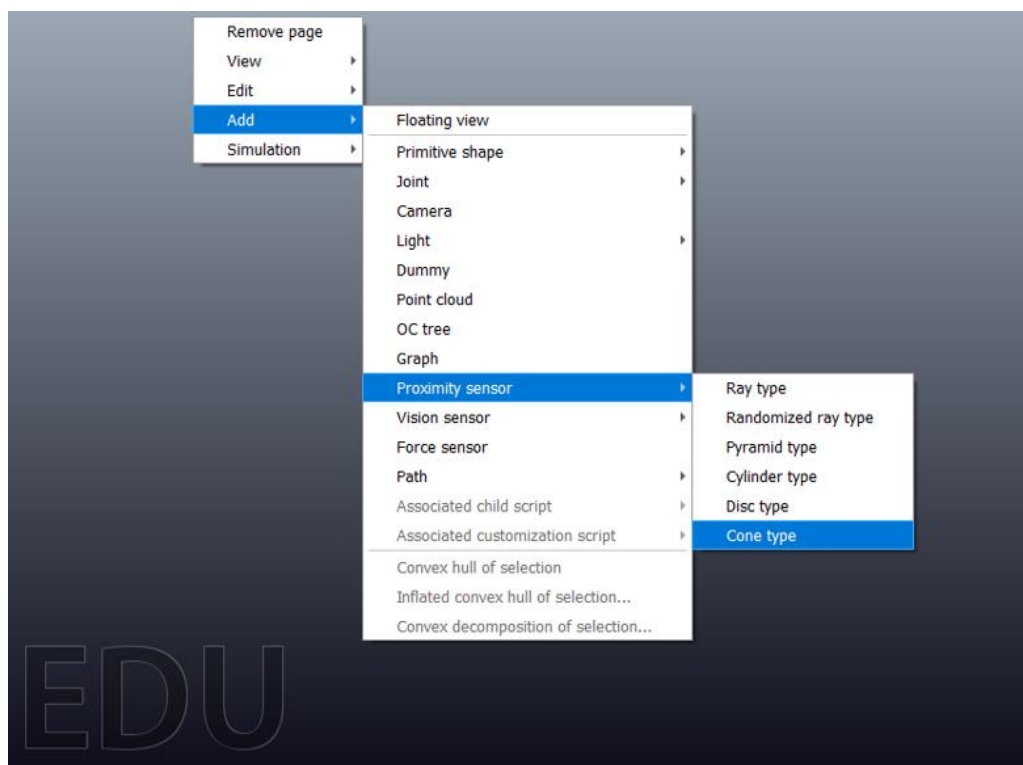 Remove page
View
Edit
Add
Simulation
Floating view
Primitive shape
Joint
Camera
Light
Dummy
Point cloud
OC tree
Graph
Proximity sensor
Vision sensor
Force sensor
Path
Associated child script
Associated customization script
Convex hull of selection
Inflated convex hull of selection...
Convex decomposition of selection...
Ray type
Randomized ray type
Pyramid type
Cylinder type
Disc type
Cone type
EDU